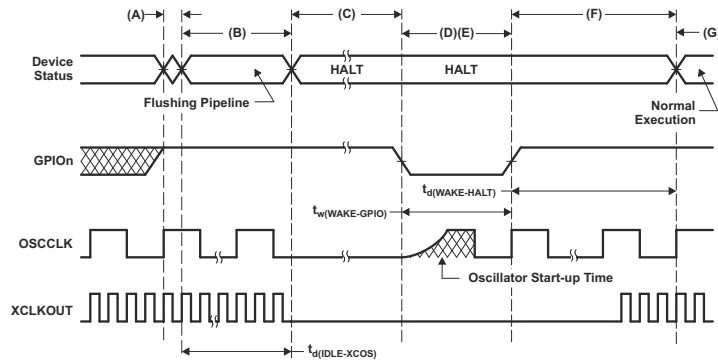 (A)
(B)
(C)
(D)(E)
(F)
(G)
Device
Status
Flushing Pipeline
HALT
HALT
Normal
Execution
GPIOn
td(WAKE-HALT)
tw(WAKE-GPIO)
OSCCLK
Oscillator Start-up Time
XCLKOUT
td(IDLE-XCOS)